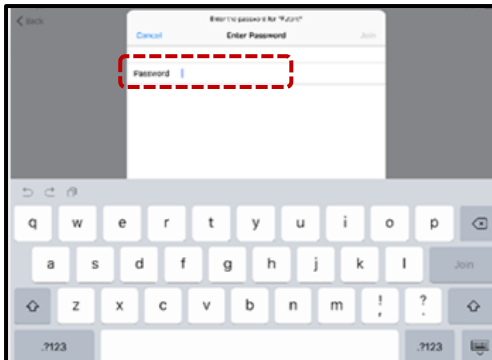 Back
Enter the password for "Future"
Cancel Enter Password Join
Password
q w e r t y u i o p
a s d f g h j k l Join
z x c v b n m ! , ? .
.?123 .?123